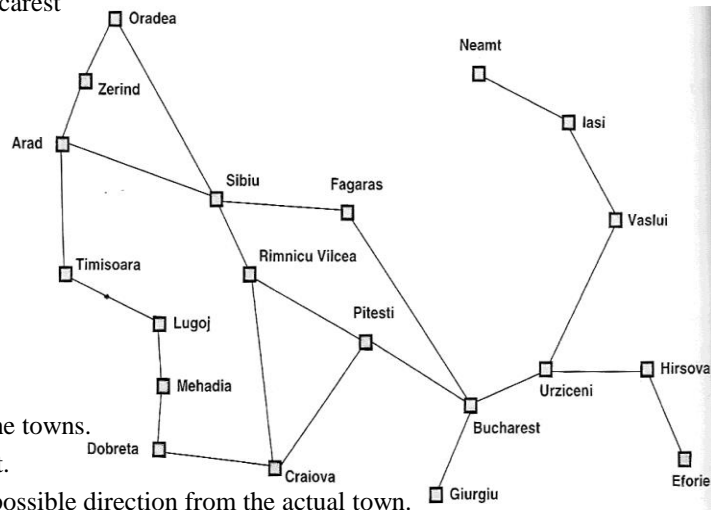 carest
Oradea
Neamt
Zerind
Iasi
Arad
Sibiu
Fagaras
Vaslui
Rimnicu Vilcea
Timisoara
Pitesti
Lugoj
Hirsova
Mehadia
Urziceni
ne towns.
Bucharest
Dobreta
t.
Craiova
Eforie
possible direction from the actual town.
Giurgiu